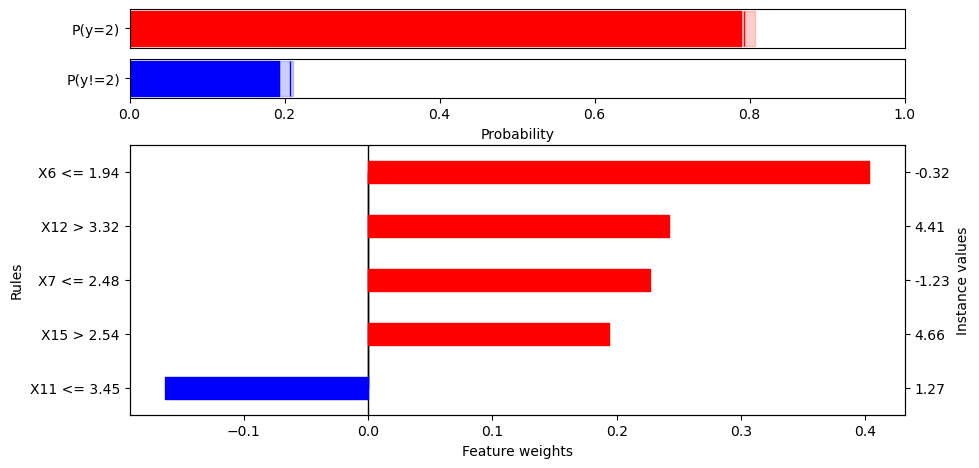 P(y=2)
P(y!=2)
0.0 0.2 0.4 0.6 0.8 1.0
Probability
X6 <= 1.94 -0.32
X12 > 3.32 4.41
X7 <= 2.48 -1.23
X15 > 2.54 4.66
X11 <= 3.45 1.27
Rules
Instance values
−0.1 0.0 0.1 0.2 0.3 0.4
Feature weights